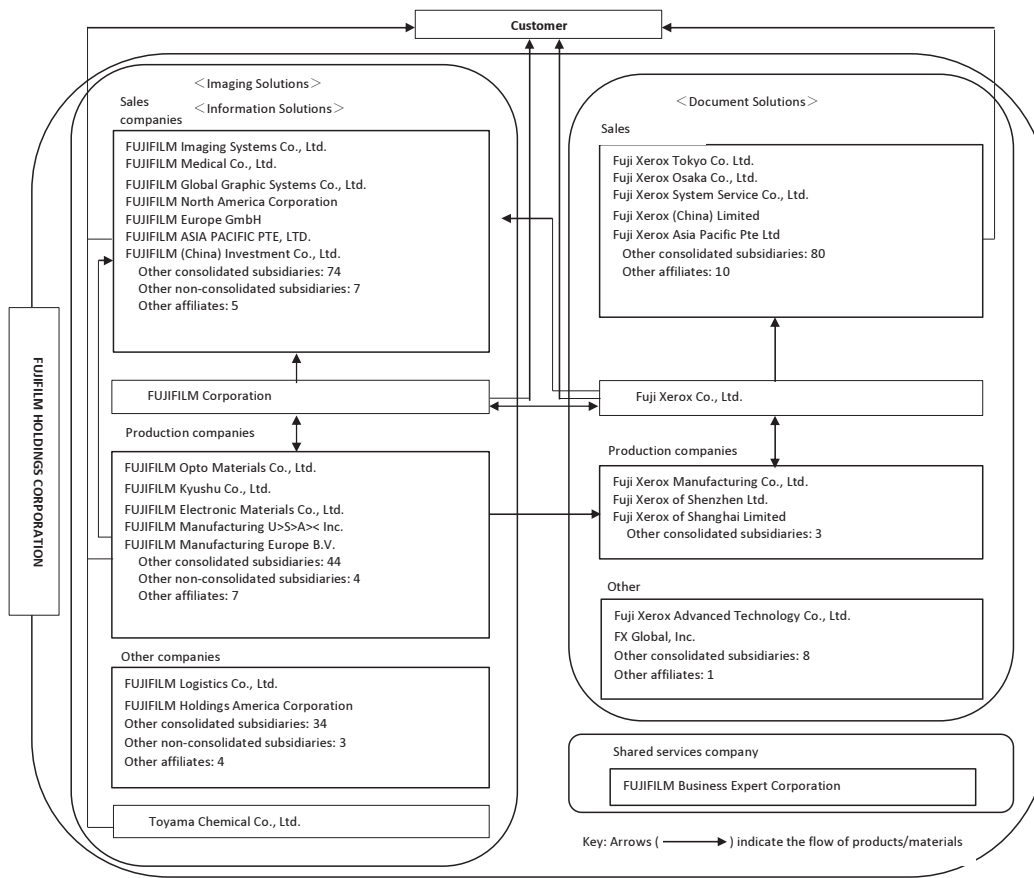 Customer
FUJIFILM HOLDINGS CORPORATION
＜Imaging Solutions＞
＜Information Solutions＞
Sales
companies
FUJIFILM Imaging Systems Co., Ltd.
FUJIFILM Medical Co., Ltd.
FUJIFILM Global Graphic Systems Co., Ltd.
FUJIFILM North America Corporation
FUJIFILM Europe GmbH
FUJIFILM ASIA PACIFIC PTE, LTD.
FUJIFILM (China) Investment Co., Ltd.
Other consolidated subsidiaries: 74
Other non-consolidated subsidiaries: 7
Other affiliates: 5
FUJIFILM Corporation
Production companies
FUJIFILM Opto Materials Co., Ltd.
FUJIFILM Kyushu Co., Ltd.
FUJIFILM Electronic Materials Co., Ltd.
FUJIFILM Manufacturing U>S>A>< Inc.
FUJIFILM Manufacturing Europe B.V.
Other consolidated subsidiaries: 44
Other non-consolidated subsidiaries: 4
Other affiliates: 7
Other companies
FUJIFILM Logistics Co., Ltd.
FUJIFILM Holdings America Corporation
Other consolidated subsidiaries: 34
Other non-consolidated subsidiaries: 3
Other affiliates: 4
Toyama Chemical Co., Ltd.
＜Document Solutions＞
Sales
Fuji Xerox Tokyo Co. Ltd.
Fuji Xerox Osaka Co., Ltd.
Fuji Xerox System Service Co., Ltd.
Fuji Xerox (China) Limited
Fuji Xerox Asia Pacific Pte Ltd
Other consolidated subsidiaries: 80
Other affiliates: 10
Fuji Xerox Co., Ltd.
Production companies
Fuji Xerox Manufacturing Co., Ltd.
Fuji Xerox of Shenzhen Ltd.
Fuji Xerox of Shanghai Limited
Other consolidated subsidiaries: 3
Other
Fuji Xerox Advanced Technology Co., Ltd.
FX Global, Inc.
Other consolidated subsidiaries: 8
Other affiliates: 1
Shared services company
FUJIFILM Business Expert Corporation
Key: Arrows ( ) indicate the flow of products/materials